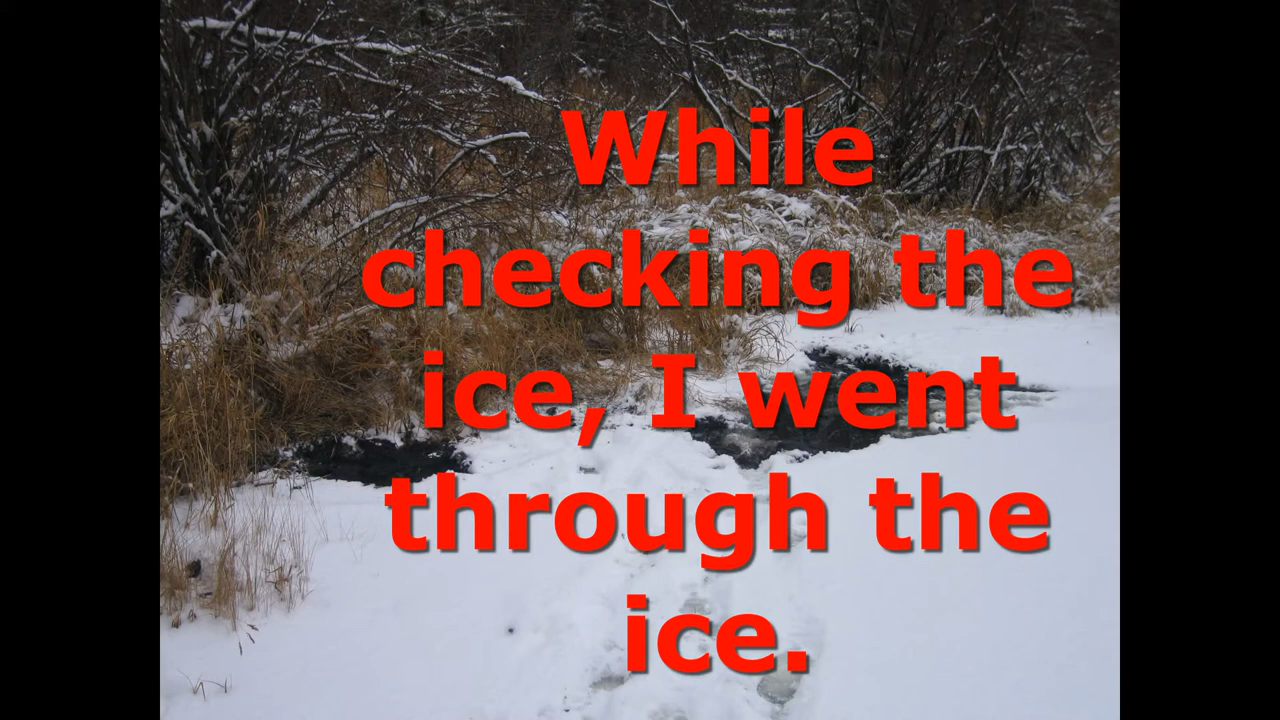 While
checking the
ice, I went
through the
ice.